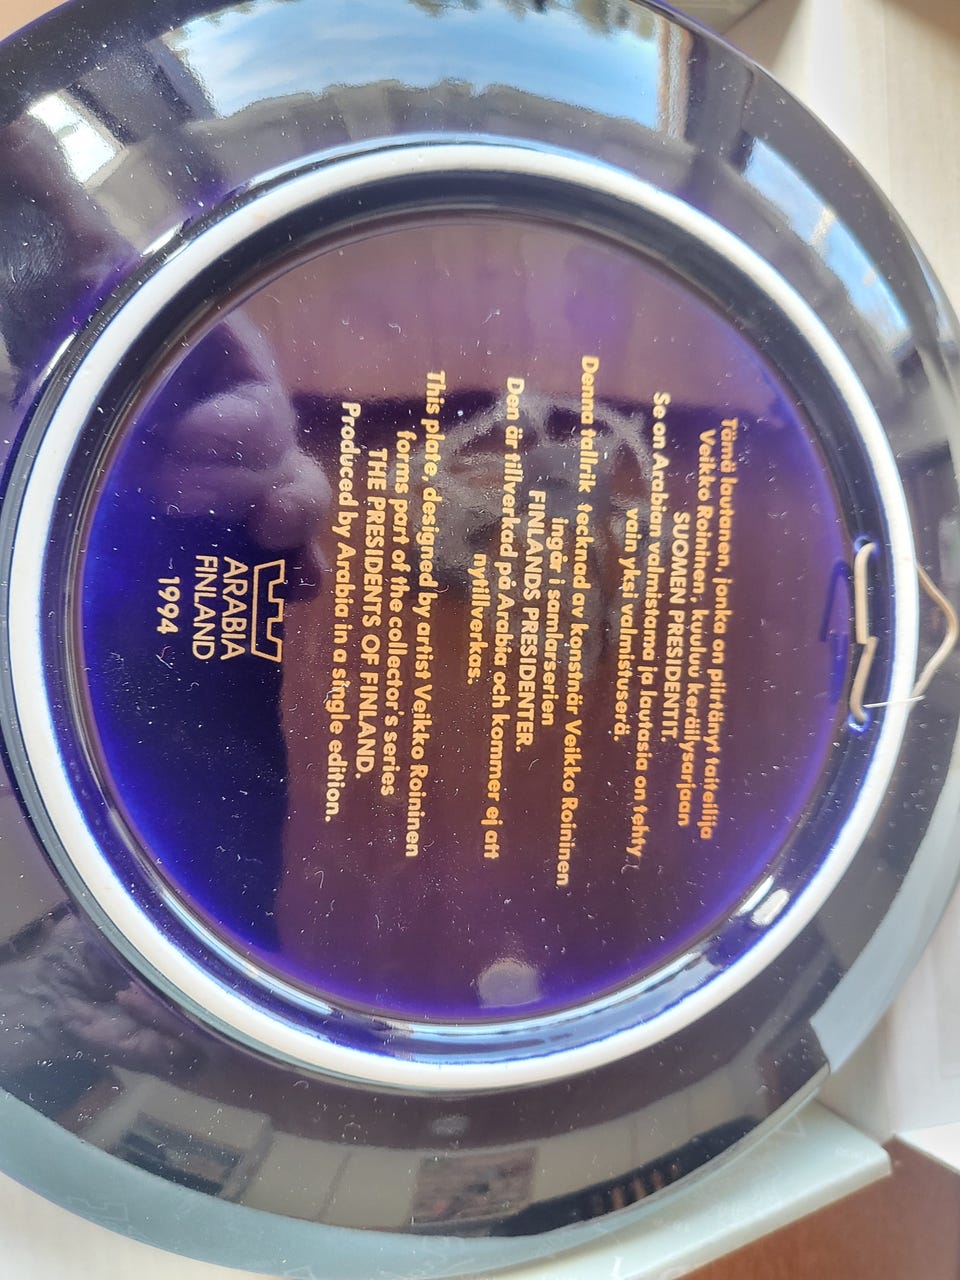 Tämä lautanen, jonka on piirtänyt taiteilija
Veikko Roininen, kuuluu keräilysarjaan
SUOMEN PRESIDENTIT.
Se on Arabian valmistama ja lautasia on tehty
vain yksi valmistuserä.
Denna tallrik tecknad av konstnär Veikko Roininen
ingår i samlarserien
FINLANDS PRESIDENTER.
Den är tillverkad på Arabia och kommer ej att
nytillverkas.
This plate, designed by artist Veikko Roininen
forms part of the collector's series
THE PRESIDENTS OF FINLAND.
Produced by Arabia in a single edition.
ARABIA
FINLAND
1994